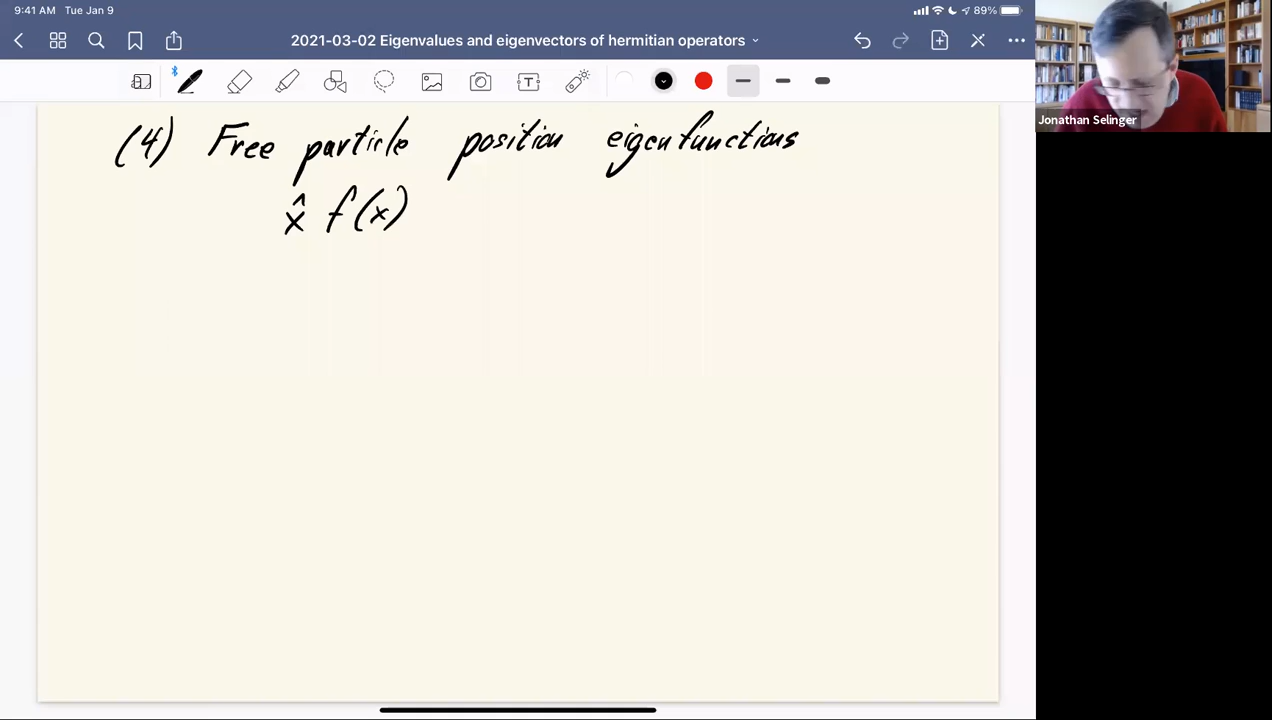 9:41 AM Tue Jan 9
89%
2021-03-02 Eigenvalues and eigenvectors of hermitian operators
T
Jonathan Selinger
(4) Free particle position eigenfunctions
x̂ f(x)